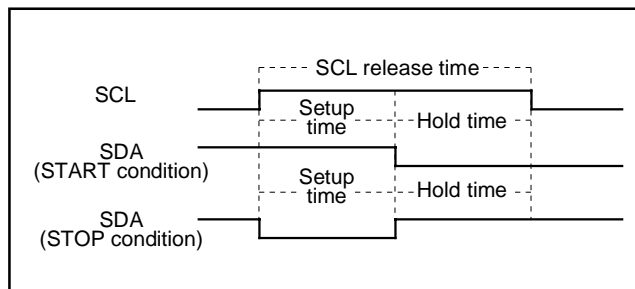 SCL release time
SCL
Setup
time
Hold time
SDA
(START condition)
Setup
time
Hold time
SDA
(STOP condition)